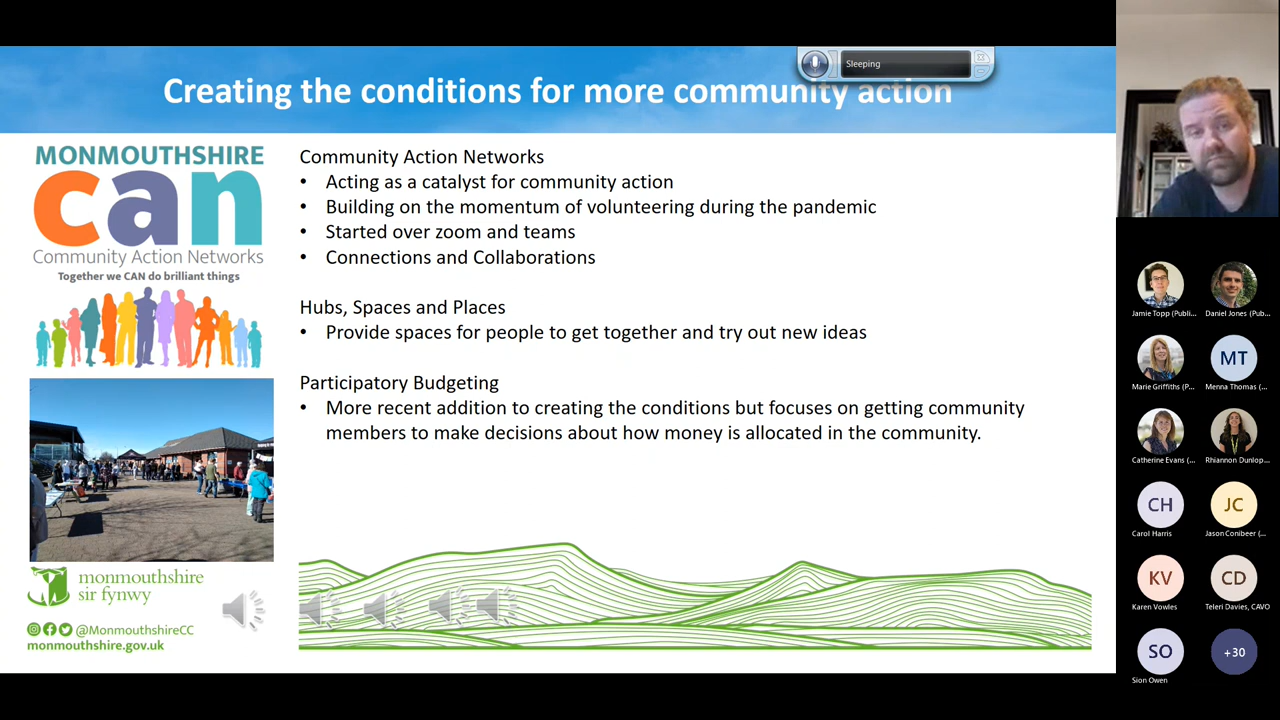 Creating the conditions for more community action
Sleeping
MONMOUTHSHIRE
can
Community Action Networks
Together we CAN do brilliant things
Community Action Networks
• Acting as a catalyst for community action
• Building on the momentum of volunteering during the pandemic
• Started over zoom and teams
• Connections and Collaborations
Hubs, Spaces and Places
• Provide spaces for people to get together and try out new ideas
Participatory Budgeting
• More recent addition to creating the conditions but focuses on getting community
members to make decisions about how money is allocated in the community.
monmouthshire
sir fynwy
@MonmouthshireCC
monmouthshire.gov.uk
Jamie Topp (Publi...
Daniel Jones (Pub...
Marie Griffiths (P...
MT
Menna Thomas (...
Catherine Evans (...
Rhiannon Dunlop...
CH
Carol Harris
JC
Jason Conibeer (...
KV
Karen Vowles
CD
Teleri Davies, CAVO
SO
Sion Owen
+30